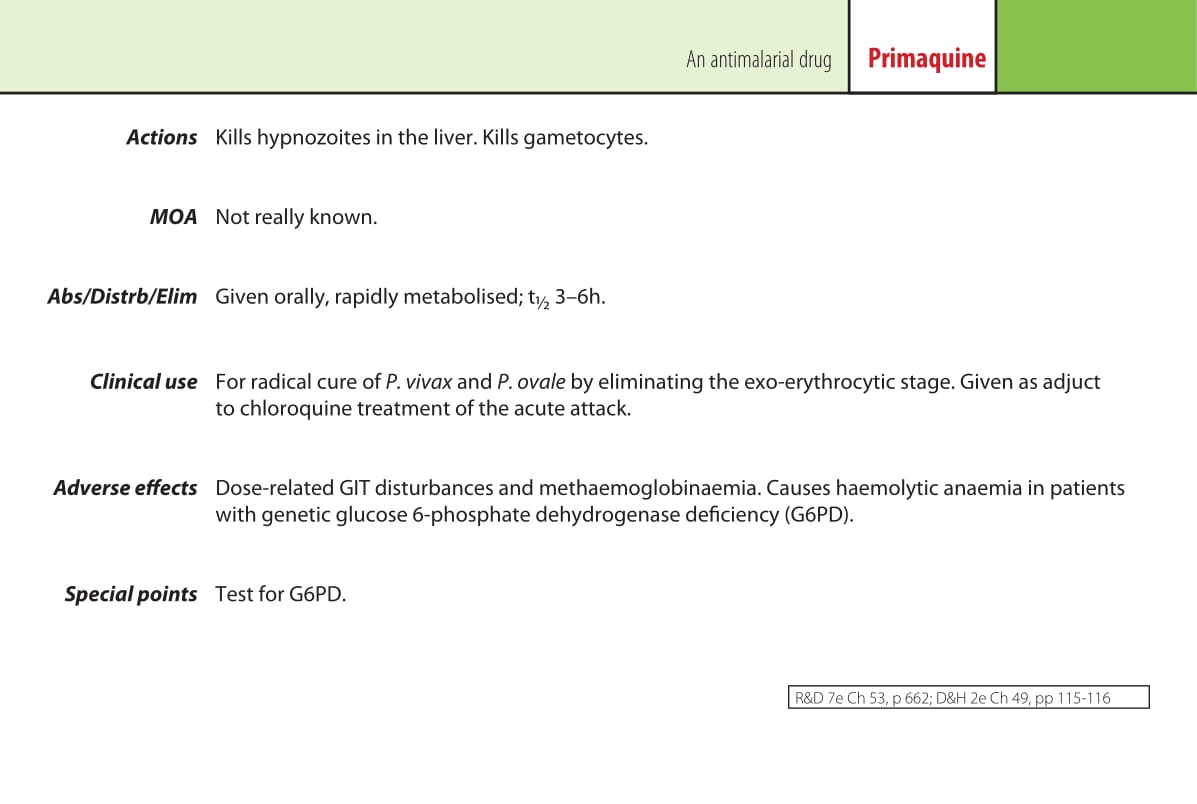 An antimalarial drug Primaquine
Actions Kills hypnozoites in the liver. Kills gametocytes.
MOA Not really known.
Abs/Distrb/Elim Given orally, rapidly metabolised; t½ 3–6h.
Clinical use For radical cure of P. vivax and P. ovale by eliminating the exo-erythrocytic stage. Given as adjuct
to chloroquine treatment of the acute attack.
Adverse effects Dose-related GIT disturbances and methaemoglobinaemia. Causes haemolytic anaemia in patients
with genetic glucose 6-phosphate dehydrogenase deficiency (G6PD).
Special points Test for G6PD.
R&D 7e Ch 53, p 662; D&H 2e Ch 49, pp 115-116